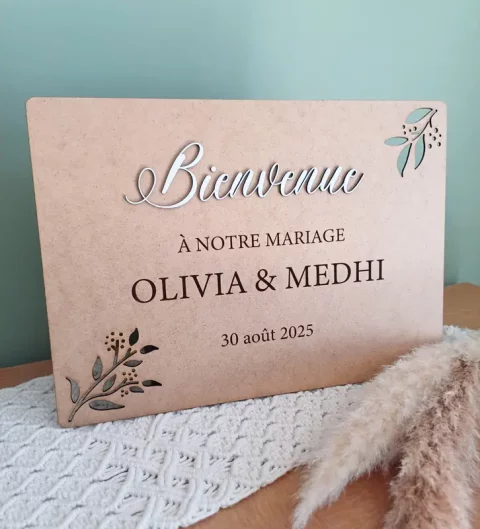 Bienvenue
À NOTRE MARIAGE
OLIVIA & MEDHI
30 août 2025